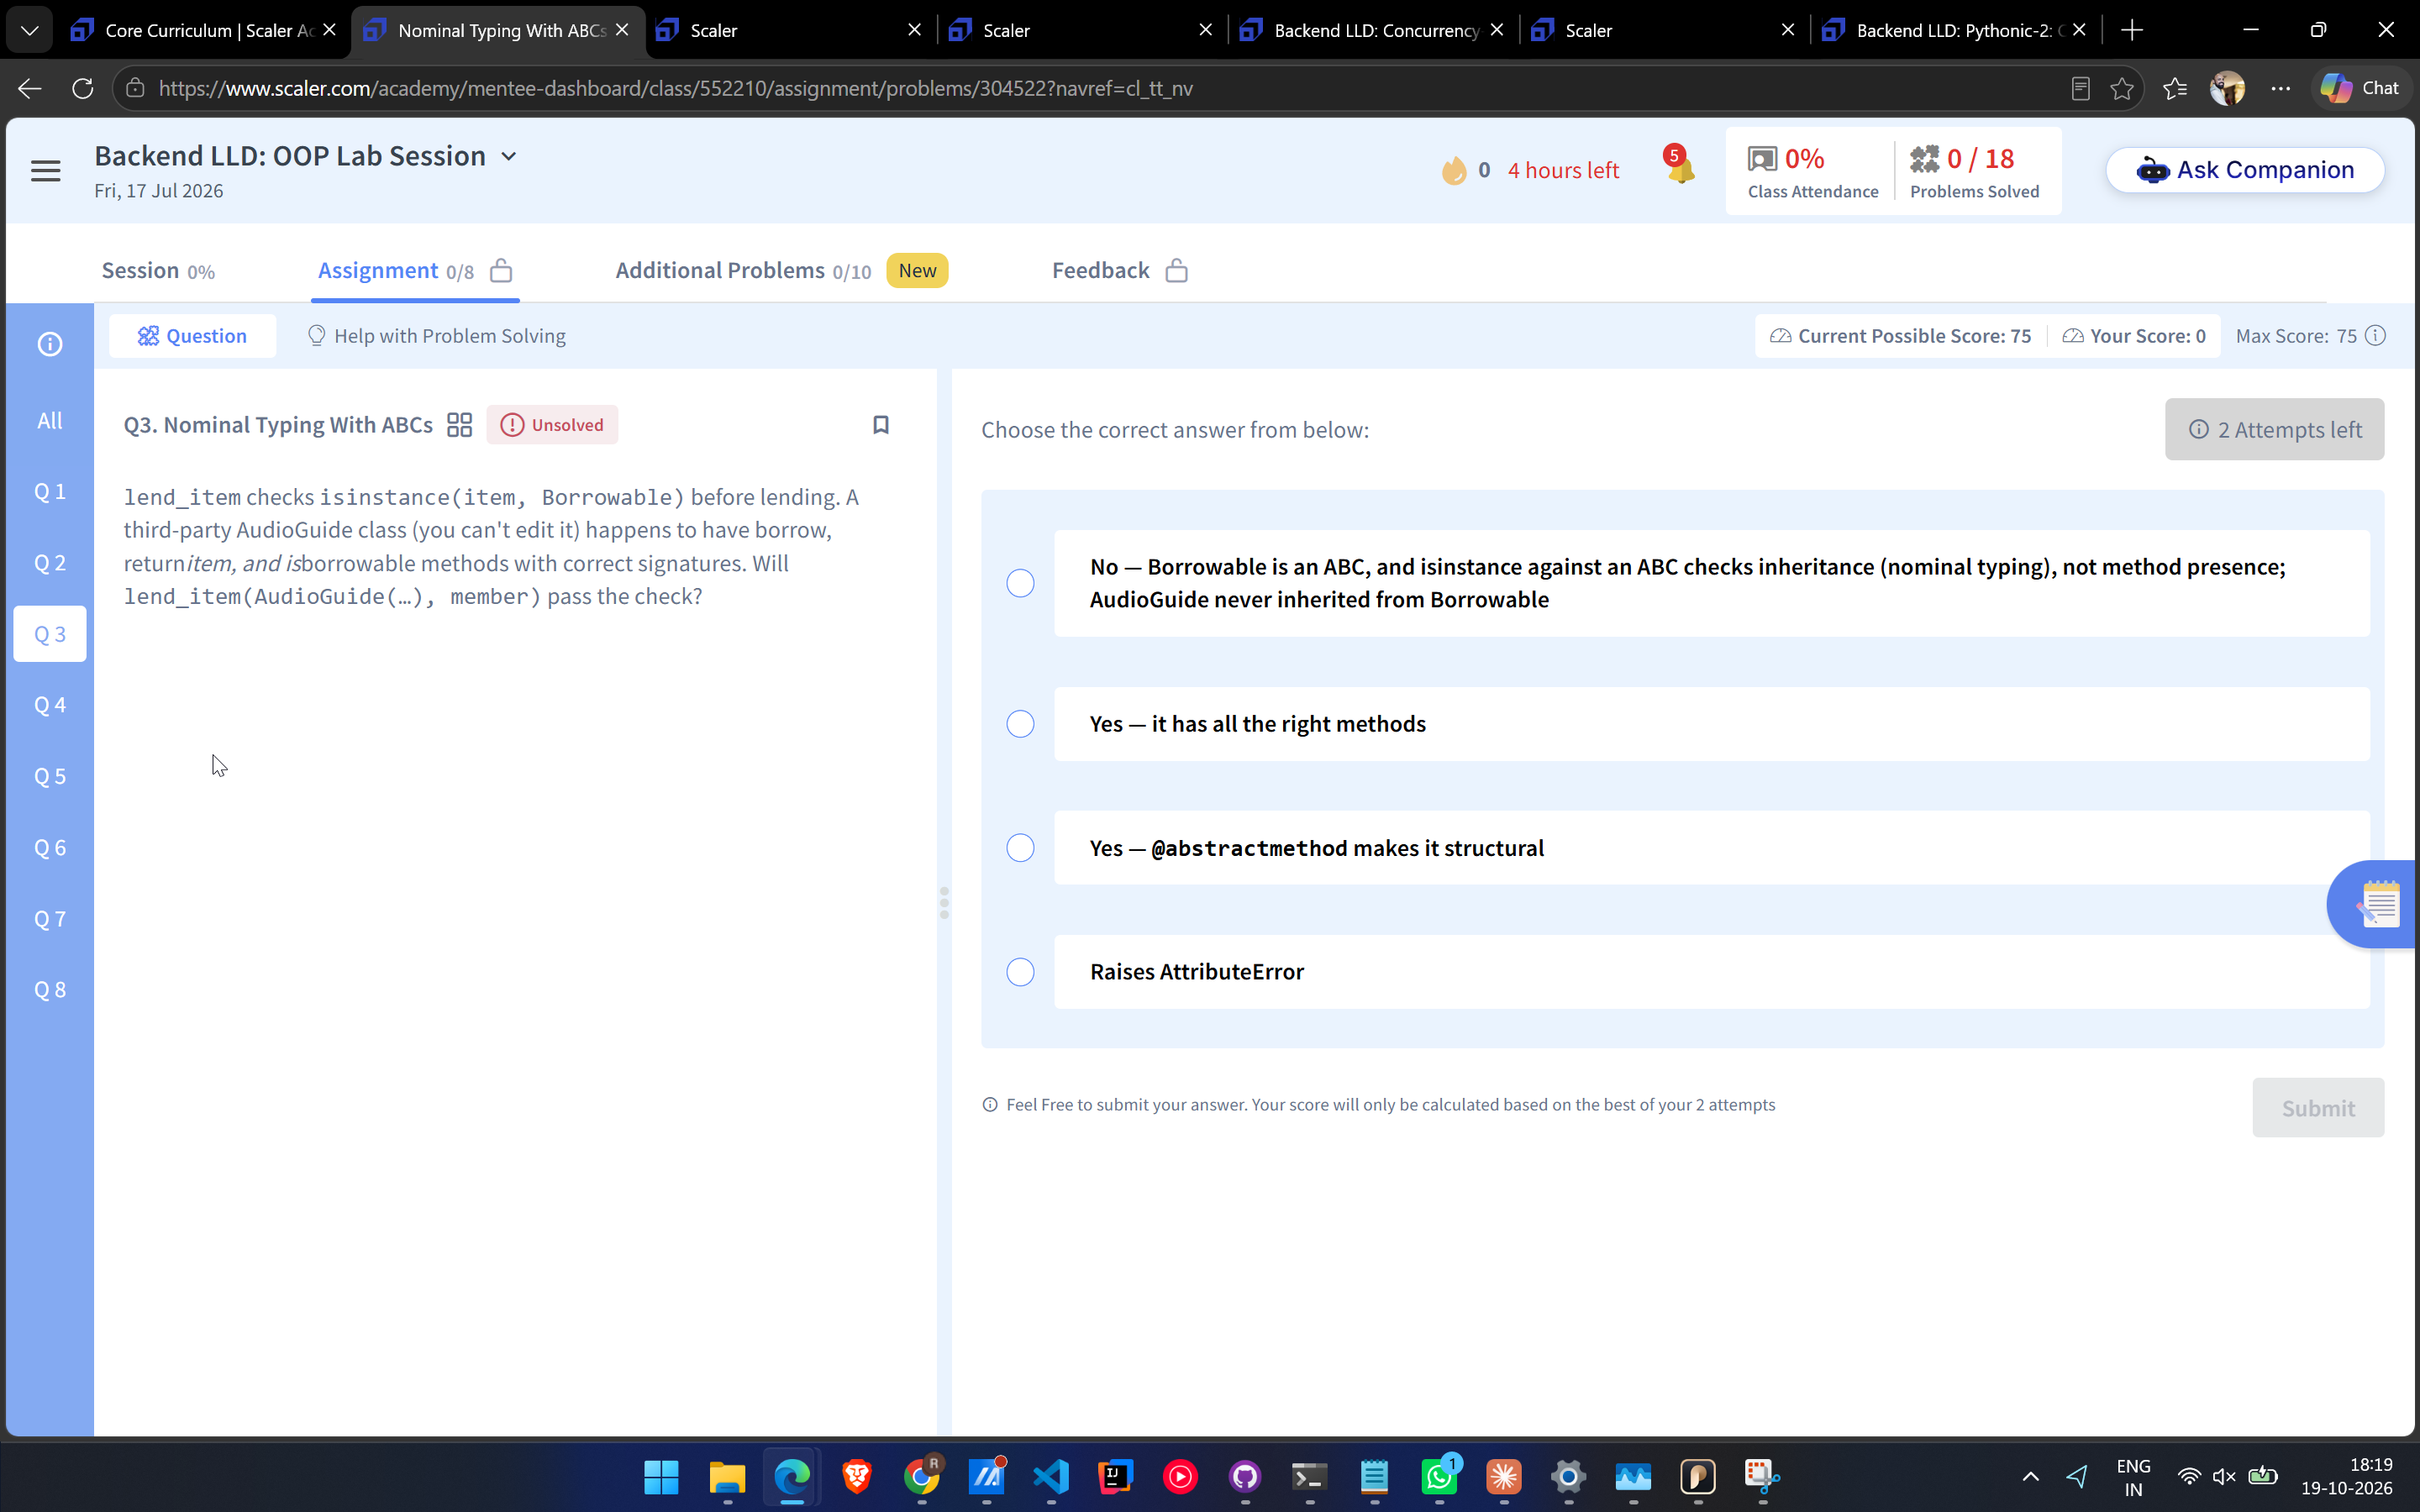 Core Curriculum | Scaler Ac
Nominal Typing With ABCs
Scaler
Scaler
Backend LLD: Concurrency
Scaler
Backend LLD: Pythonic-2: C
https://www.scaler.com/academy/mentee-dashboard/class/552210/assignment/problems/304522?navref=cl_tt_nv
Chat
Backend LLD: OOP Lab Session
Fri, 17 Jul 2026
0 4 hours left
5
0%
Class Attendance
0 / 18
Problems Solved
Ask Companion
Session 0%
Assignment 0/8
Additional Problems 0/10 New
Feedback
Question
Help with Problem Solving
Current Possible Score: 75
Your Score: 0
Max Score: 75
All
Q 1
Q 2
Q 3
Q 4
Q 5
Q 6
Q 7
Q 8
Q3. Nominal Typing With ABCs
Unsolved
lend_item checks isinstance(item, Borrowable) before lending. A
third-party AudioGuide class (you can't edit it) happens to have borrow,
returnitem, and isborrowable methods with correct signatures. Will
lend_item(AudioGuide(…), member) pass the check?
Choose the correct answer from below:
2 Attempts left
No — Borrowable is an ABC, and isinstance against an ABC checks inheritance (nominal typing), not method presence;
AudioGuide never inherited from Borrowable
Yes — it has all the right methods
Yes — @abstractmethod makes it structural
Raises AttributeError
Feel Free to submit your answer. Your score will only be calculated based on the best of your 2 attempts
Submit
R
IJ
1
ENG
IN
18:19
19-10-2026